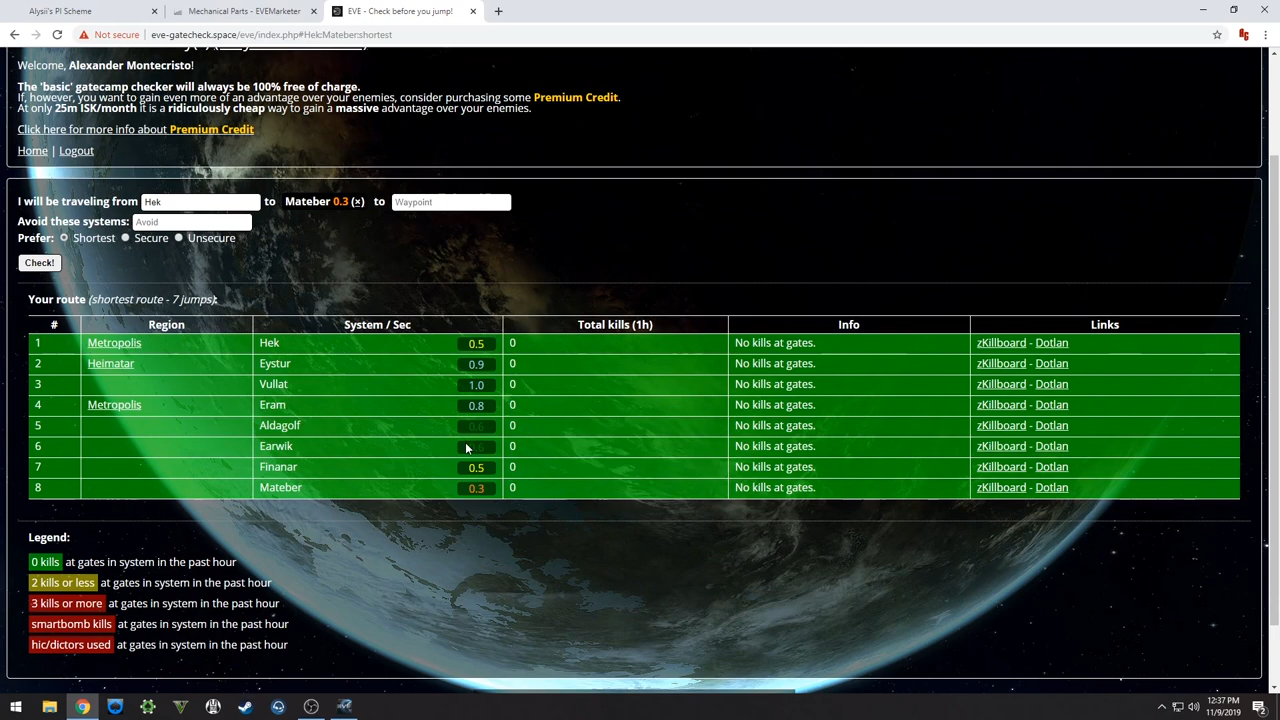 Alysii's PI Scheme
Mechanical Parts - EVEMarketer
EVE - Check before you jump!
Not secure | eve-gatecheck.space/eve/index.php#Hek:Mateber:shortest
Welcome, Alexander Montecristo!
The 'basic' gatecamp checker will always be 100% free of charge.
If, however, you want to gain even more of an advantage over your enemies, consider purchasing some Premium Credit.
At only 25m ISK/month it is a ridiculously cheap way to gain a massive advantage over your enemies.
Click here for more info about Premium Credit
Home | Logout
I will be traveling from Hek to Mateber 0.3 (×) to Waypoint
Avoid these systems: Avoid
Prefer: Shortest Secure Unsecure
Check!
Your route (shortest route - 7 jumps):
# Region System / Sec Total kills (1h) Info Links
1 Metropolis Hek 0.5 0 No kills at gates. zKillboard - Dotlan
2 Heimatar Eystur 0.9 0 No kills at gates. zKillboard - Dotlan
3 Vullat 1.0 0 No kills at gates. zKillboard - Dotlan
4 Metropolis Eram 0.8 0 No kills at gates. zKillboard - Dotlan
5 Aldagolf 0.6 0 No kills at gates. zKillboard - Dotlan
6 Earwik 0 No kills at gates. zKillboard - Dotlan
7 Finanar 0.5 0 No kills at gates. zKillboard - Dotlan
8 Mateber 0.3 0 No kills at gates. zKillboard - Dotlan
Legend:
0 kills at gates in system in the past hour
2 kills or less at gates in system in the past hour
3 kills or more at gates in system in the past hour
smartbomb kills at gates in system in the past hour
hic/dictors used at gates in system in the past hour
12:37 PM
11/9/2019